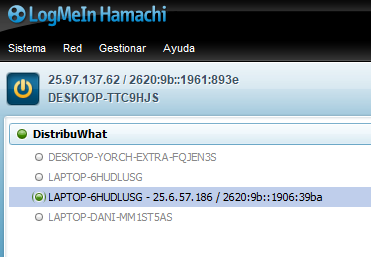 LogMeIn Hamachi
Sistema Red Gestionar Ayuda
25.97.137.62 / 2620:9b::1961:893e
DESKTOP-TTC9HJS
DistribuWhat
DESKTOP-YORCH-EXTRA-FQJEN3S
LAPTOP-6HUDLUSG
LAPTOP-6HUDLUSG - 25.6.57.186 / 2620:9b::1906:39ba
LAPTOP-DANI-MM1ST5AS